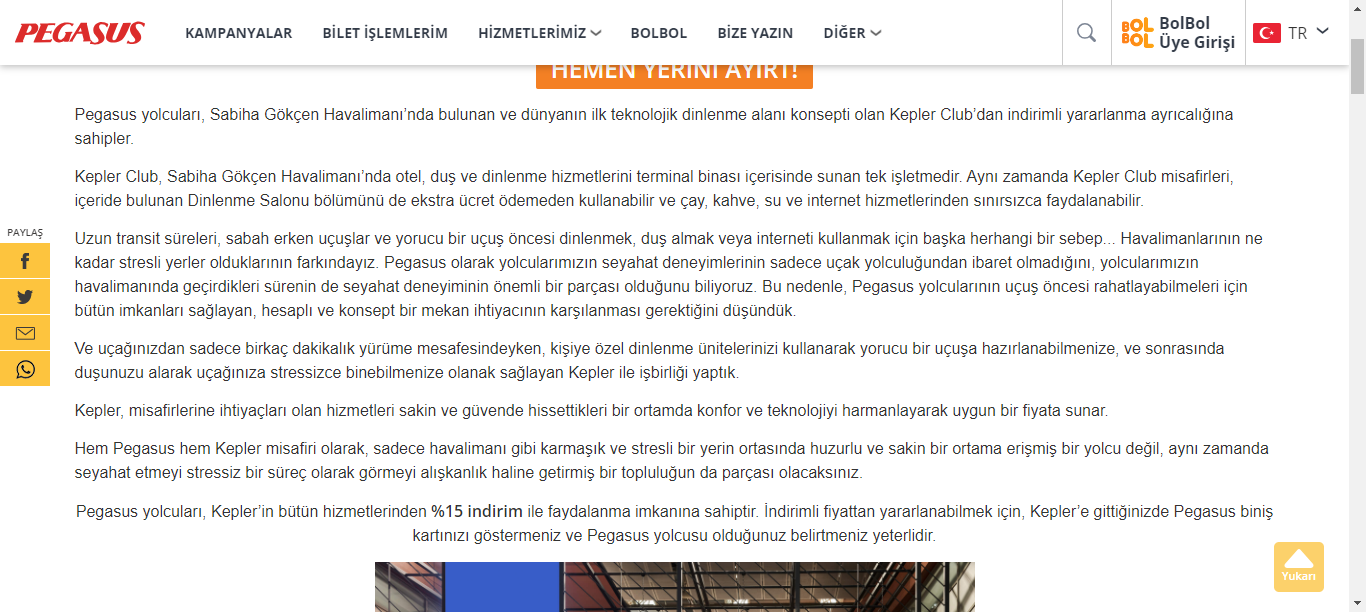 PEGASUS
KAMPANYALAR
BİLET İŞLEMLERİM
HİZMETLERİMİZ
BOLBOL
BİZE YAZIN
DİĞER
BOL
BOL
BolBol
Üye Girişi
TR
HEMEN YERİNİ AYIRT!
Pegasus yolcuları, Sabiha Gökçen Havalimanı’nda bulunan ve dünyanın ilk teknolojik dinlenme alanı konsepti olan Kepler Club’dan indirimli yararlanma ayrıcalığına
sahipler.
Kepler Club, Sabiha Gökçen Havalimanı’nda otel, duş ve dinlenme hizmetlerini terminal binası içerisinde sunan tek işletmedir. Aynı zamanda Kepler Club misafirleri,
içeride bulunan Dinlenme Salonu bölümünü de ekstra ücret ödemeden kullanabilir ve çay, kahve, su ve internet hizmetlerinden sınırsızca faydalanabilir.
PAYLAŞ
Uzun transit süreleri, sabah erken uçuşlar ve yorucu bir uçuş öncesi dinlenmek, duş almak veya interneti kullanmak için başka herhangi bir sebep... Havalimanlarının ne
kadar stresli yerler olduklarının farkındayız. Pegasus olarak yolcularımızın seyahat deneyimlerinin sadece uçak yolculuğundan ibaret olmadığını, yolcularımızın
havalimanında geçirdikleri sürenin de seyahat deneyiminin önemli bir parçası olduğunu biliyoruz. Bu nedenle, Pegasus yolcularının uçuş öncesi rahatlayabilmeleri için
bütün imkanları sağlayan, hesaplı ve konsept bir mekan ihtiyacının karşılanması gerektiğini düşündük.
Ve uçağınızdan sadece birkaç dakikalık yürüme mesafesindeyken, kişiye özel dinlenme ünitelerinizi kullanarak yorucu bir uçuşa hazırlanabilmenize, ve sonrasında
duşunuzu alarak uçağınıza stressizce binebilmenize olanak sağlayan Kepler ile işbirliği yaptık.
Kepler, misafirlerine ihtiyaçları olan hizmetleri sakin ve güvende hissettikleri bir ortamda konfor ve teknolojiyi harmanlayarak uygun bir fiyata sunar.
Hem Pegasus hem Kepler misafiri olarak, sadece havalimanı gibi karmaşık ve stresli bir yerin ortasında huzurlu ve sakin bir ortama erişmiş bir yolcu değil, aynı zamanda
seyahat etmeyi stressiz bir süreç olarak görmeyi alışkanlık haline getirmiş bir topluluğun da parçası olacaksınız.
Pegasus yolcuları, Kepler’in bütün hizmetlerinden %15 indirim ile faydalanma imkanına sahiptir. İndirimli fiyattan yararlanabilmek için, Kepler’e gittiğinizde Pegasus biniş
kartınızı göstermeniz ve Pegasus yolcusu olduğunuz belirtmeniz yeterlidir.
Yukarı